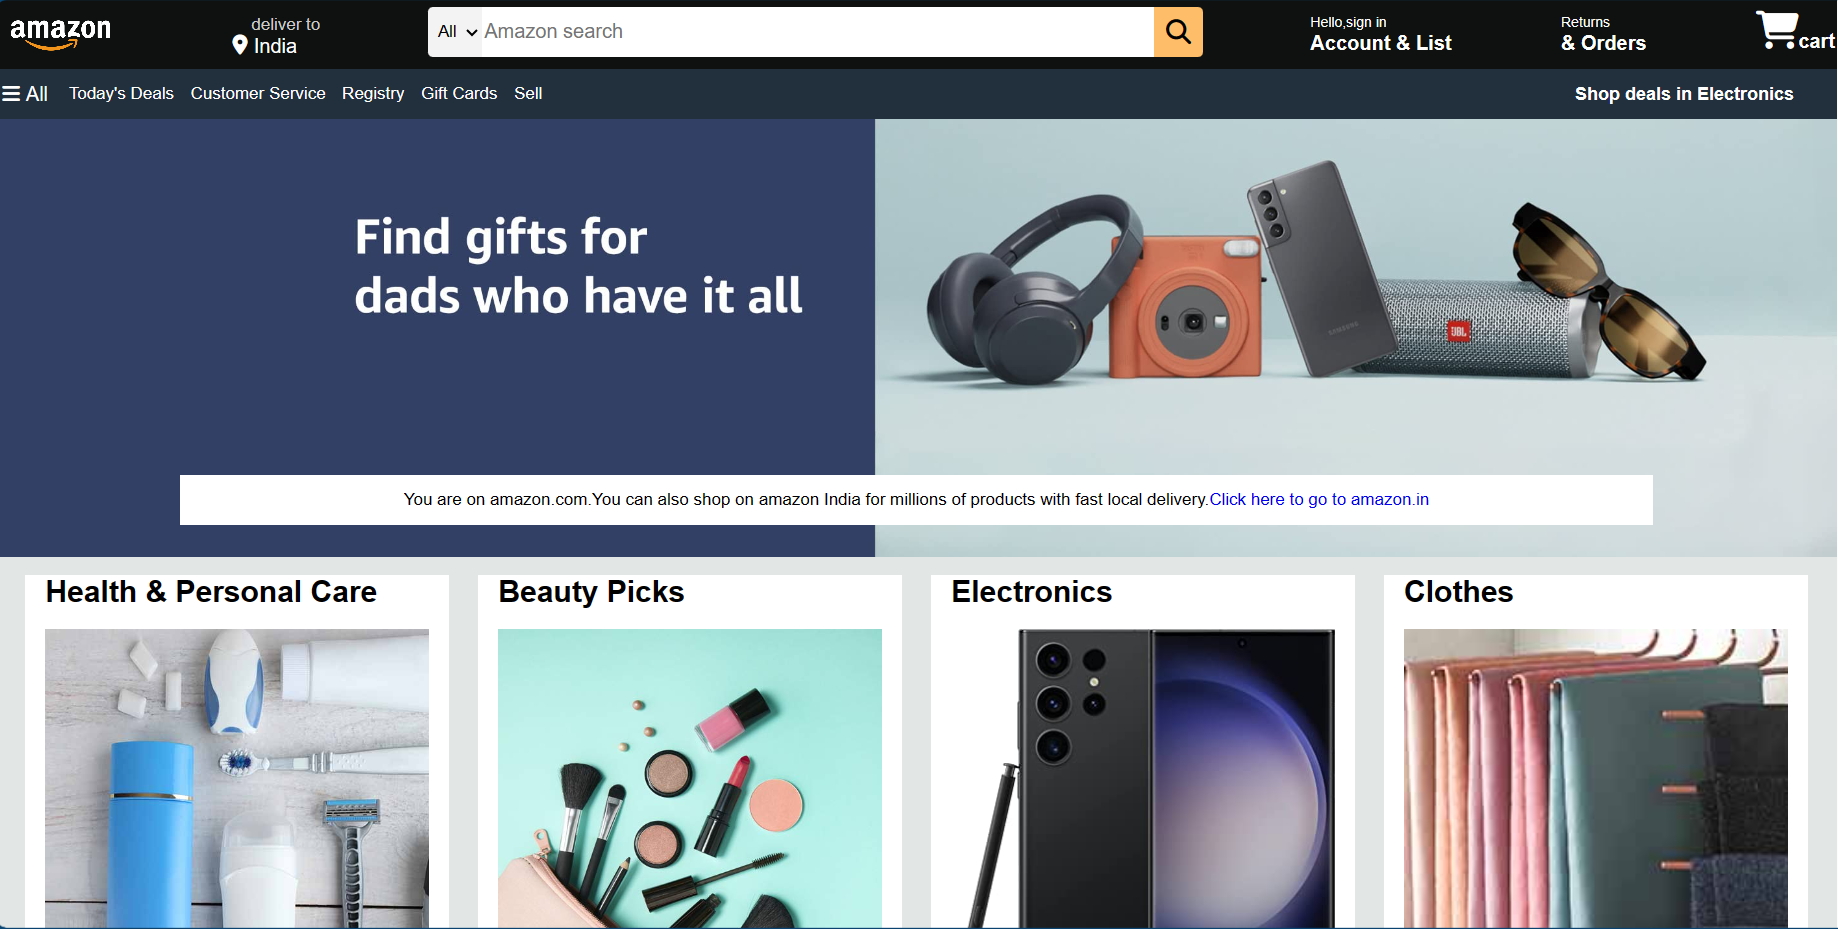 amazon
deliver to
India
All
Amazon search
Hello,sign in
Account & List
Returns
& Orders
cart
All
Today's Deals
Customer Service
Registry
Gift Cards
Sell
Shop deals in Electronics
Find gifts for
dads who have it all
SAMSUNG
JBL
You are on amazon.com.You can also shop on amazon India for millions of products with fast local delivery.Click here to go to amazon.in
Health & Personal Care
Beauty Picks
Electronics
Clothes